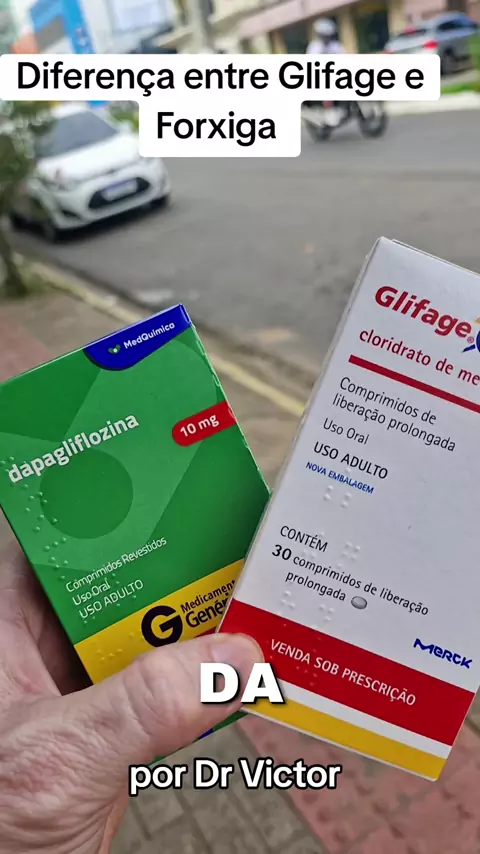 Diferença entre Glifage e
Forxiga
MedQuímica
dapagliflozina
10 mg
Comprimidos Revestidos
Uso Oral
USO ADULTO
G
Medicamen
Genéri
Glifage®
cloridrato de me
Comprimidos de
liberação prolongada
Uso Oral
USO ADULTO
NOVA EMBALAGEM
CONTÉM
30 comprimidos de liberação
prolongada
MERCK
VENDA SOB PRESCRIÇÃO
DA
por Dr Victor